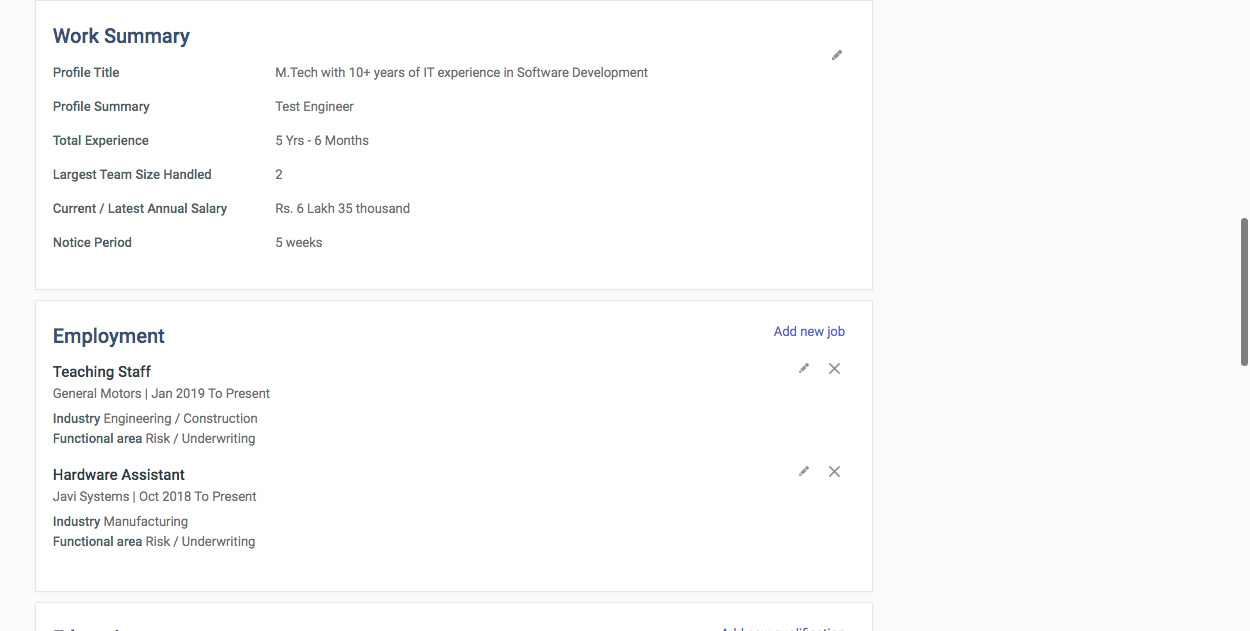 Work Summary
Profile Title M.Tech with 10+ years of IT experience in Software Development
Profile Summary Test Engineer
Total Experience 5 Yrs - 6 Months
Largest Team Size Handled 2
Current / Latest Annual Salary Rs. 6 Lakh 35 thousand
Notice Period 5 weeks
Employment Add new job
Teaching Staff
General Motors | Jan 2019 To Present
Industry Engineering / Construction
Functional area Risk / Underwriting
Hardware Assistant
Javi Systems | Oct 2018 To Present
Industry Manufacturing
Functional area Risk / Underwriting